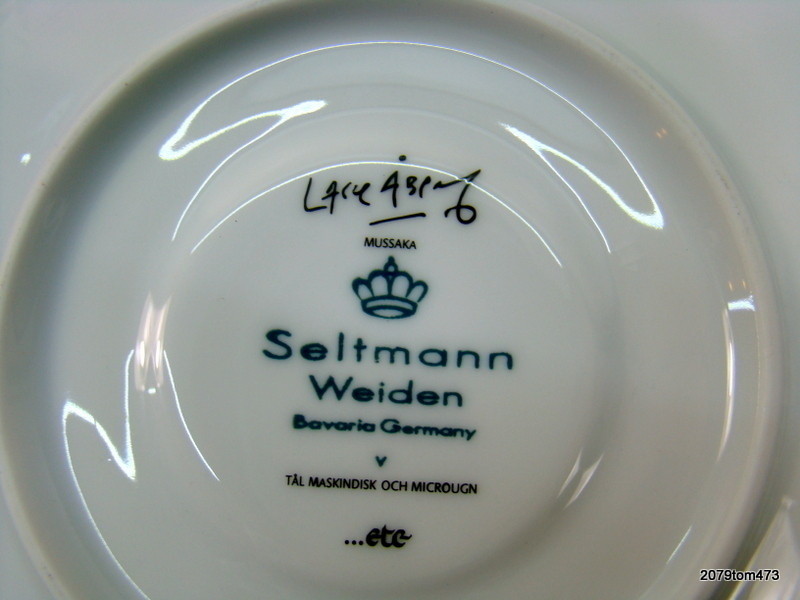 MUSSAKA
Seltmann
Weiden
Bavaria Germany
v
TÅL MASKINDISK OCH MICROUGN
...etc
2079tom473